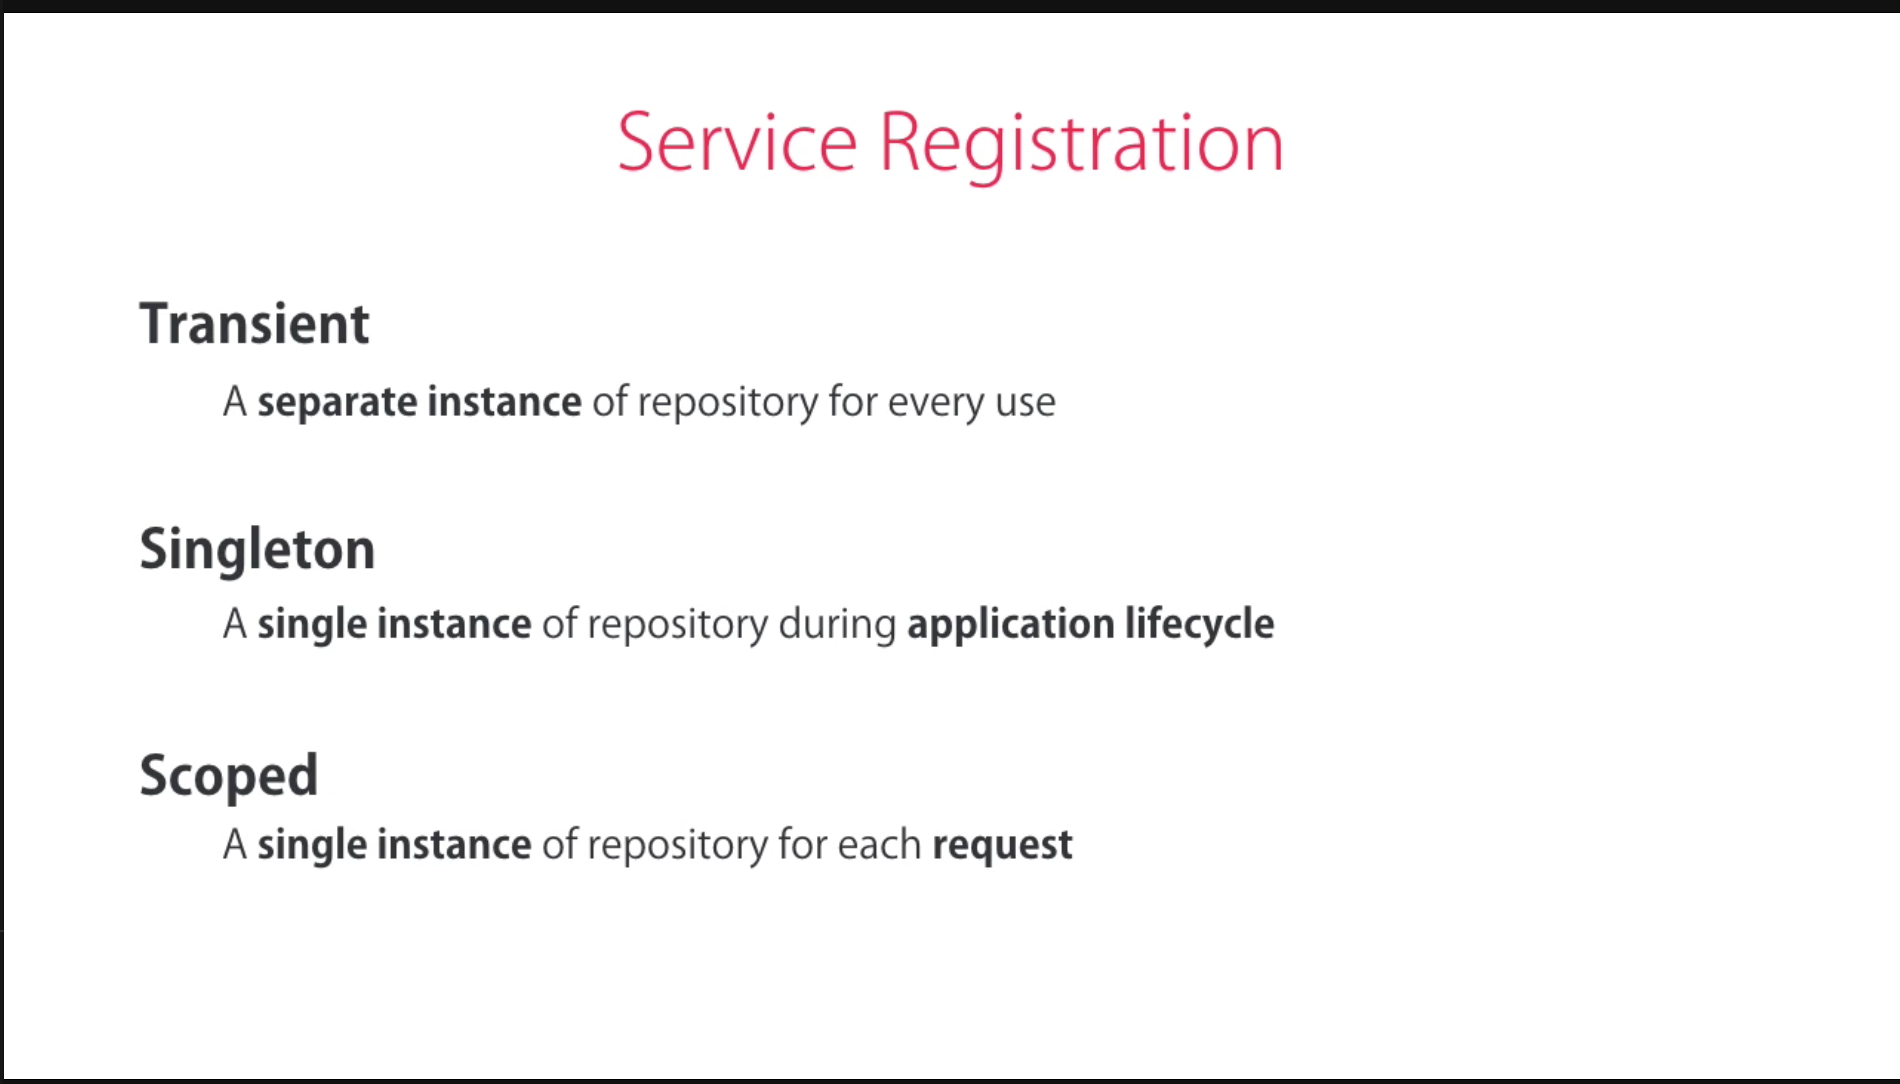 Service Registration
Transient
A separate instance of repository for every use
Singleton
A single instance of repository during application lifecycle
Scoped
A single instance of repository for each request